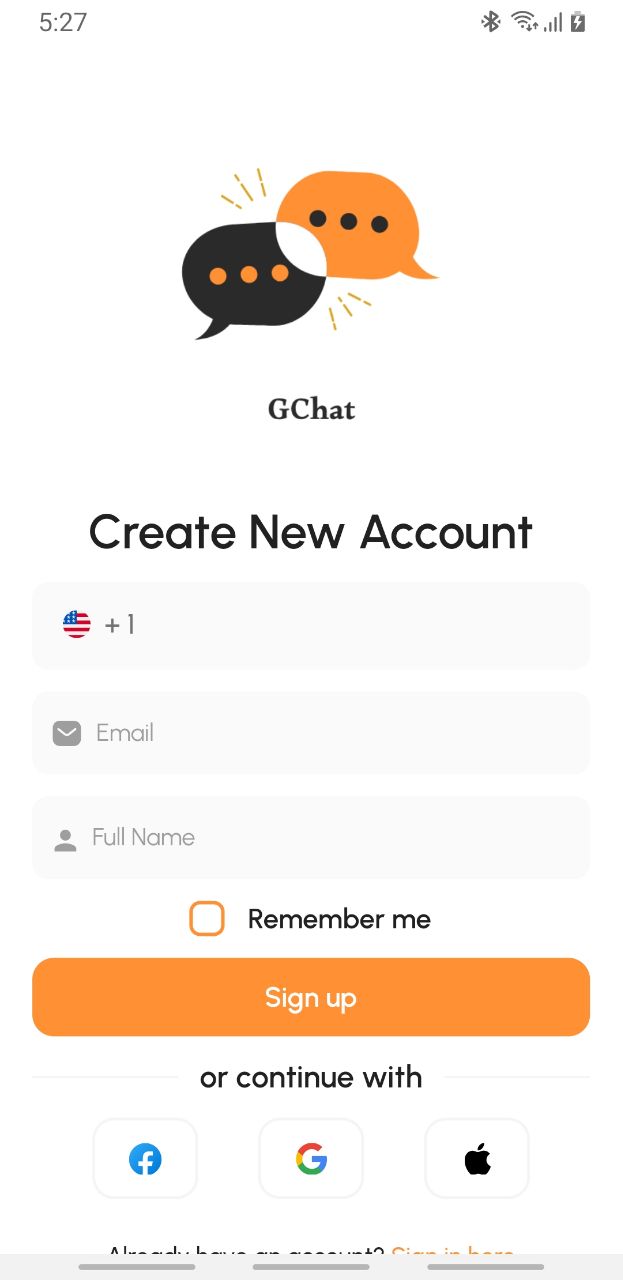 5:27
GChat
Create New Account
+ 1
Email
Full Name
Remember me
Sign up
or continue with
Already have an account? Sign in here